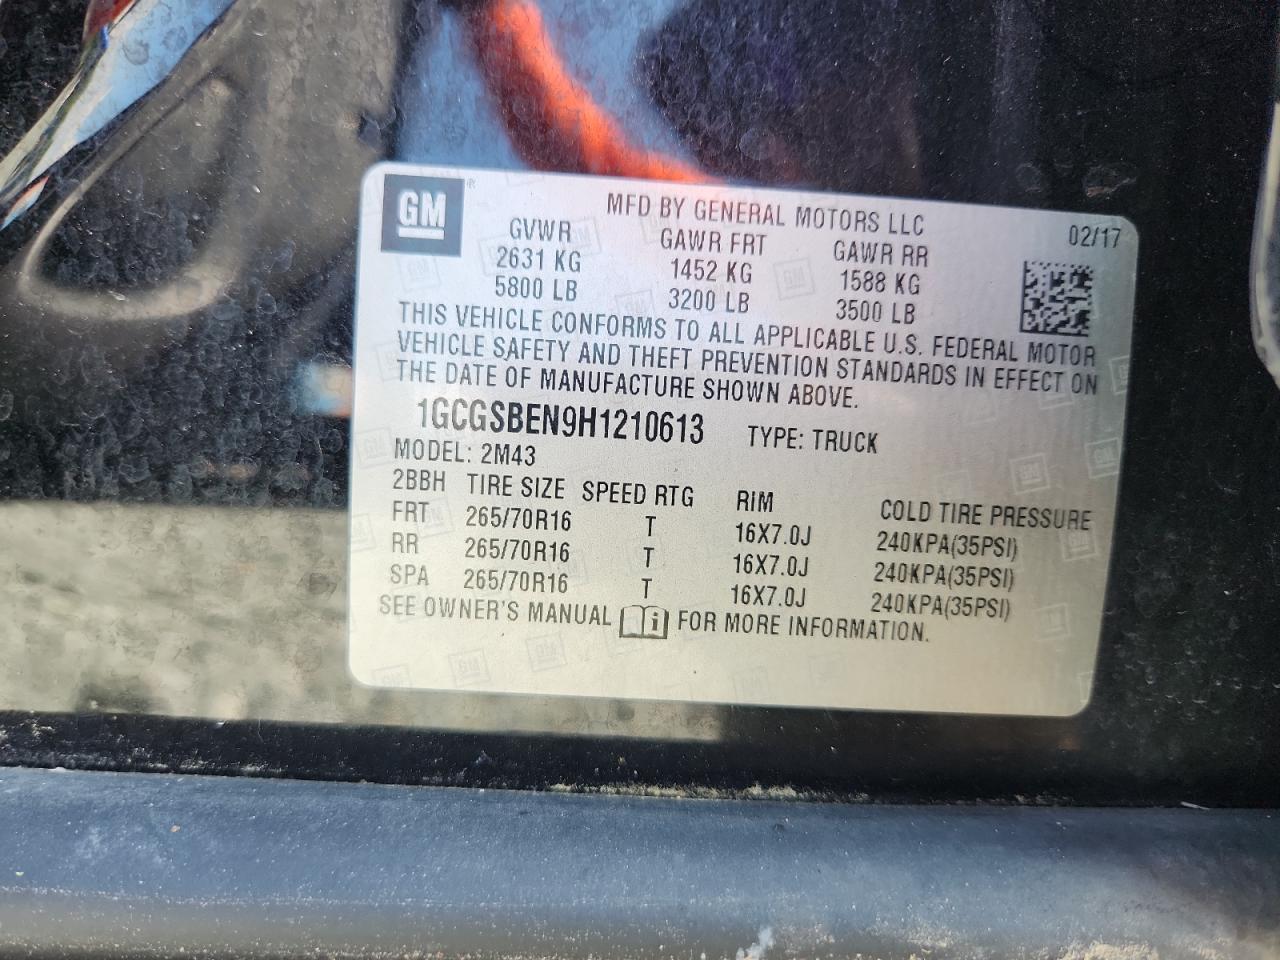 GM ®
MFD BY GENERAL MOTORS LLC
02/17
GVWR GAWR FRT GAWR RR
2631 KG 1452 KG 1588 KG
5800 LB 3200 LB 3500 LB
THIS VEHICLE CONFORMS TO ALL APPLICABLE U.S. FEDERAL MOTOR
VEHICLE SAFETY AND THEFT PREVENTION STANDARDS IN EFFECT ON
THE DATE OF MANUFACTURE SHOWN ABOVE.
1GCGSBEN9H1210613 TYPE: TRUCK
MODEL: 2M43
2BBH TIRE SIZE SPEED RTG RIM COLD TIRE PRESSURE
FRT 265/70R16 T 16X7.0J 240KPA(35PSI)
RR 265/70R16 T 16X7.0J 240KPA(35PSI)
SPA 265/70R16 T 16X7.0J 240KPA(35PSI)
SEE OWNER'S MANUAL i FOR MORE INFORMATION.